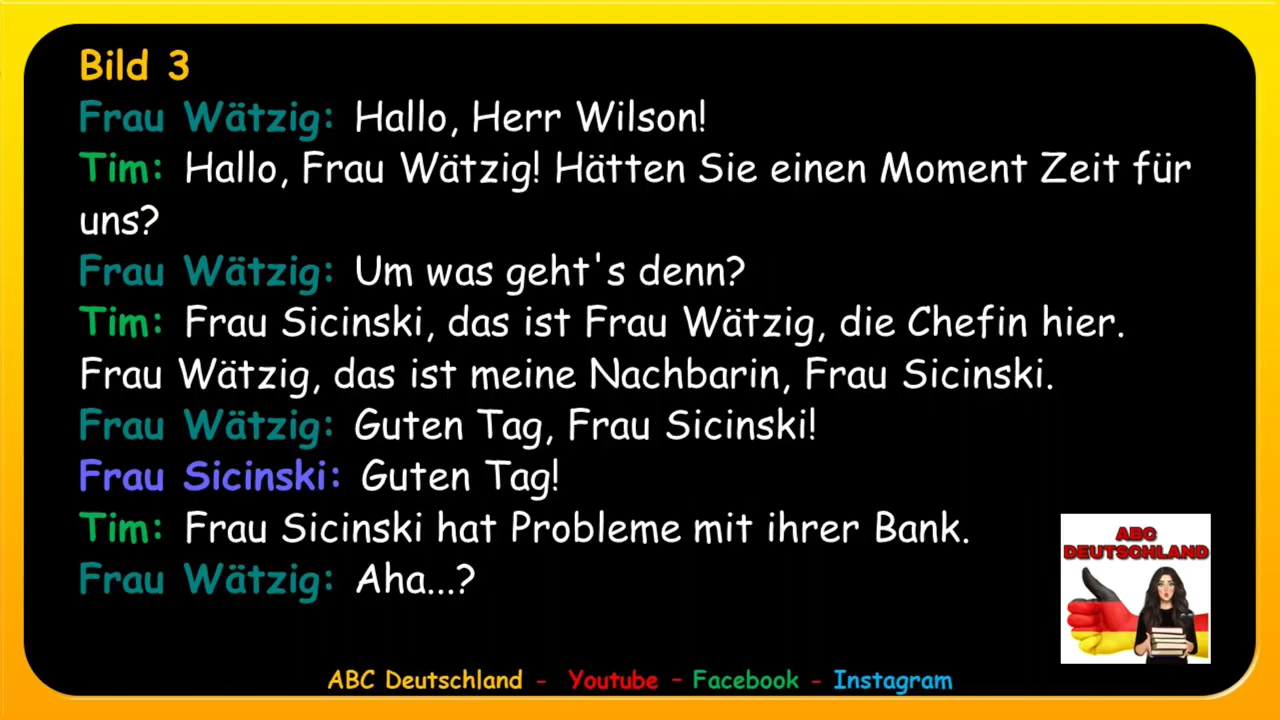 Bild 3
Frau Wätzig: Hallo, Herr Wilson!
Tim: Hallo, Frau Wätzig! Hätten Sie einen Moment Zeit für
uns?
Frau Wätzig: Um was geht's denn?
Tim: Frau Sicinski, das ist Frau Wätzig, die Chefin hier.
Frau Wätzig, das ist meine Nachbarin, Frau Sicinski.
Frau Wätzig: Guten Tag, Frau Sicinski!
Frau Sicinski: Guten Tag!
Tim: Frau Sicinski hat Probleme mit ihrer Bank.
Frau Wätzig: Aha...?
ABC
DEUTSCHLAND
ABC Deutschland - Youtube - Facebook - Instagram